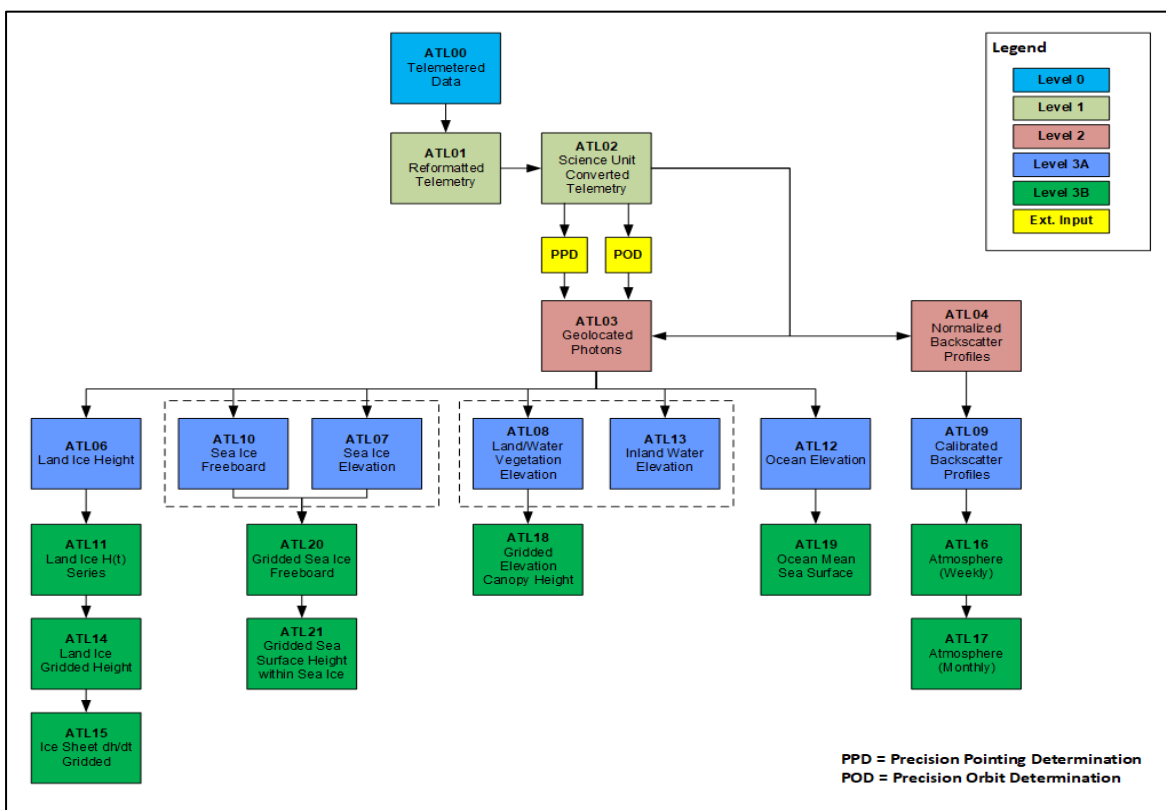 ATL00
Telemetered
Data
Legend
Level 0
Level 1
Level 2
Level 3A
Level 3B
Ext. Input
ATL01
Reformatted
Telemetry
ATL02
Science Unit
Converted
Telemetry
PPD
POD
ATL03
Geolocated
Photons
ATL04
Normalized
Backscatter
Profiles
ATL06
Land Ice Height
ATL10
Sea Ice
Freeboard
ATL07
Sea Ice
Elevation
ATL08
Land/Water
Vegetation
Elevation
ATL13
Inland Water
Elevation
ATL12
Ocean Elevation
ATL09
Calibrated
Backscatter
Profiles
ATL11
Land Ice H(t)
Series
ATL20
Gridded Sea Ice
Freeboard
ATL18
Gridded
Elevation
Canopy Height
ATL19
Ocean Mean
Sea Surface
ATL16
Atmosphere
(Weekly)
ATL14
Land Ice
Gridded Height
ATL21
Gridded Sea
Surface Height
within Sea Ice
ATL17
Atmosphere
(Monthly)
ATL15
Ice Sheet dh/dt
Gridded
PPD = Precision Pointing Determination
POD = Precision Orbit Determination